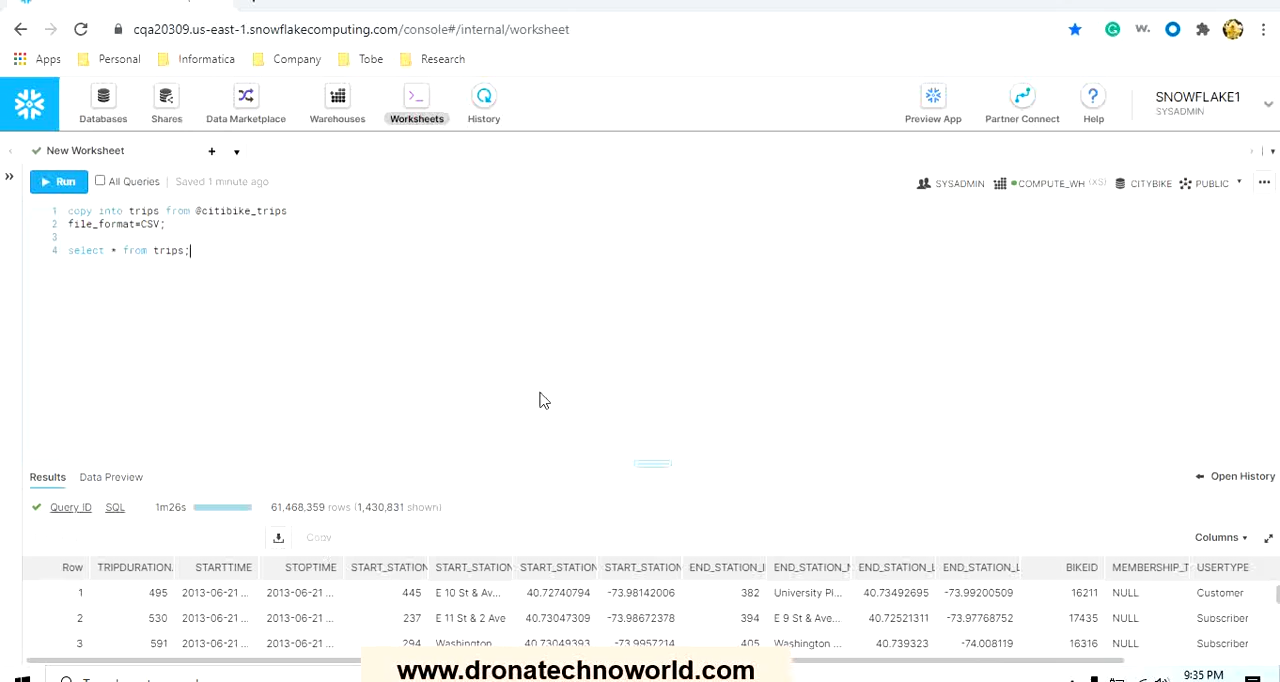 cqa20309.us-east-1.snowflakecomputing.com/console#/internal/worksheet
Apps Personal Informatica Company Tobe Research
Databases Shares Data Marketplace Warehouses Worksheets History Preview App Partner Connect Help SNOWFLAKE1
SYSADMIN
New Worksheet
Run All Queries Saved 1 minute ago SYSADMIN COMPUTE_WH (XS) CITYBIKE PUBLIC
1 copy into trips from @citibike_trips
2 file_format=CSV;
3
4 select * from trips;
Results Data Preview Open History
Query ID SQL 1m26s 61,468,359 rows (1,430,831 shown)
Copy Columns
Row TRIPDURATION. STARTTIME STOPTIME START_STATION START_STATION START_STATION START_STATION END_STATION_I END_STATION_N END_STATION_L END_STATION_L BIKEID MEMBERSHIP_T USERTYPE
1 495 2013-06-21 ... 2013-06-21 ... 445 E 10 St & Av... 40.72740794 -73.98142006 382 University Pl... 40.73492695 -73.99200509 16211 NULL Customer
2 530 2013-06-21 ... 2013-06-21 ... 237 E 11 St & 2 Ave 40.73047309 -73.98672378 394 E 9 St & Ave... 40.72521311 -73.97768752 17435 NULL Subscriber
3 591 2013-06-21 ... 2013-06-21 ... 294 Washington 40.73049393 -73.9957214 405 Washington ... 40.739323 -74.008119 16316 NULL Subscriber
www.dronatechnoworld.com
9:35 PM